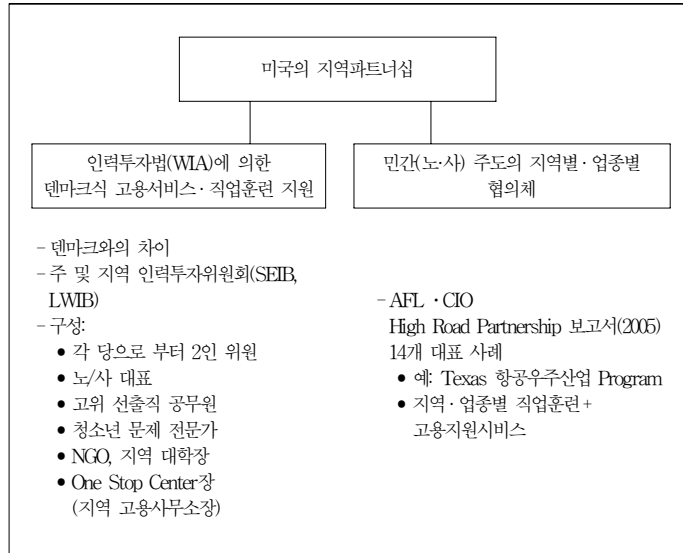 미국의 지역파트너십
인력투자법(WIA)에 의한
덴마크식 고용서비스·직업훈련 지원
민간(노·사) 주도의 지역별·업종별
협의체
- 덴마크와의 차이
- 주 및 지역 인력투자위원회(SEIB,
LWIB)
- 구성:
• 각 당으로 부터 2인 위원
• 노/사 대표
• 고위 선출직 공무원
• 청소년 문제 전문가
• NGO, 지역 대학장
• One Stop Center장
(지역 고용사무소장)
- AFL·CIO
High Road Partnership 보고서(2005)
14개 대표 사례
• 예: Texas 항공우주산업 Program
• 지역·업종별 직업훈련+
고용지원시비스